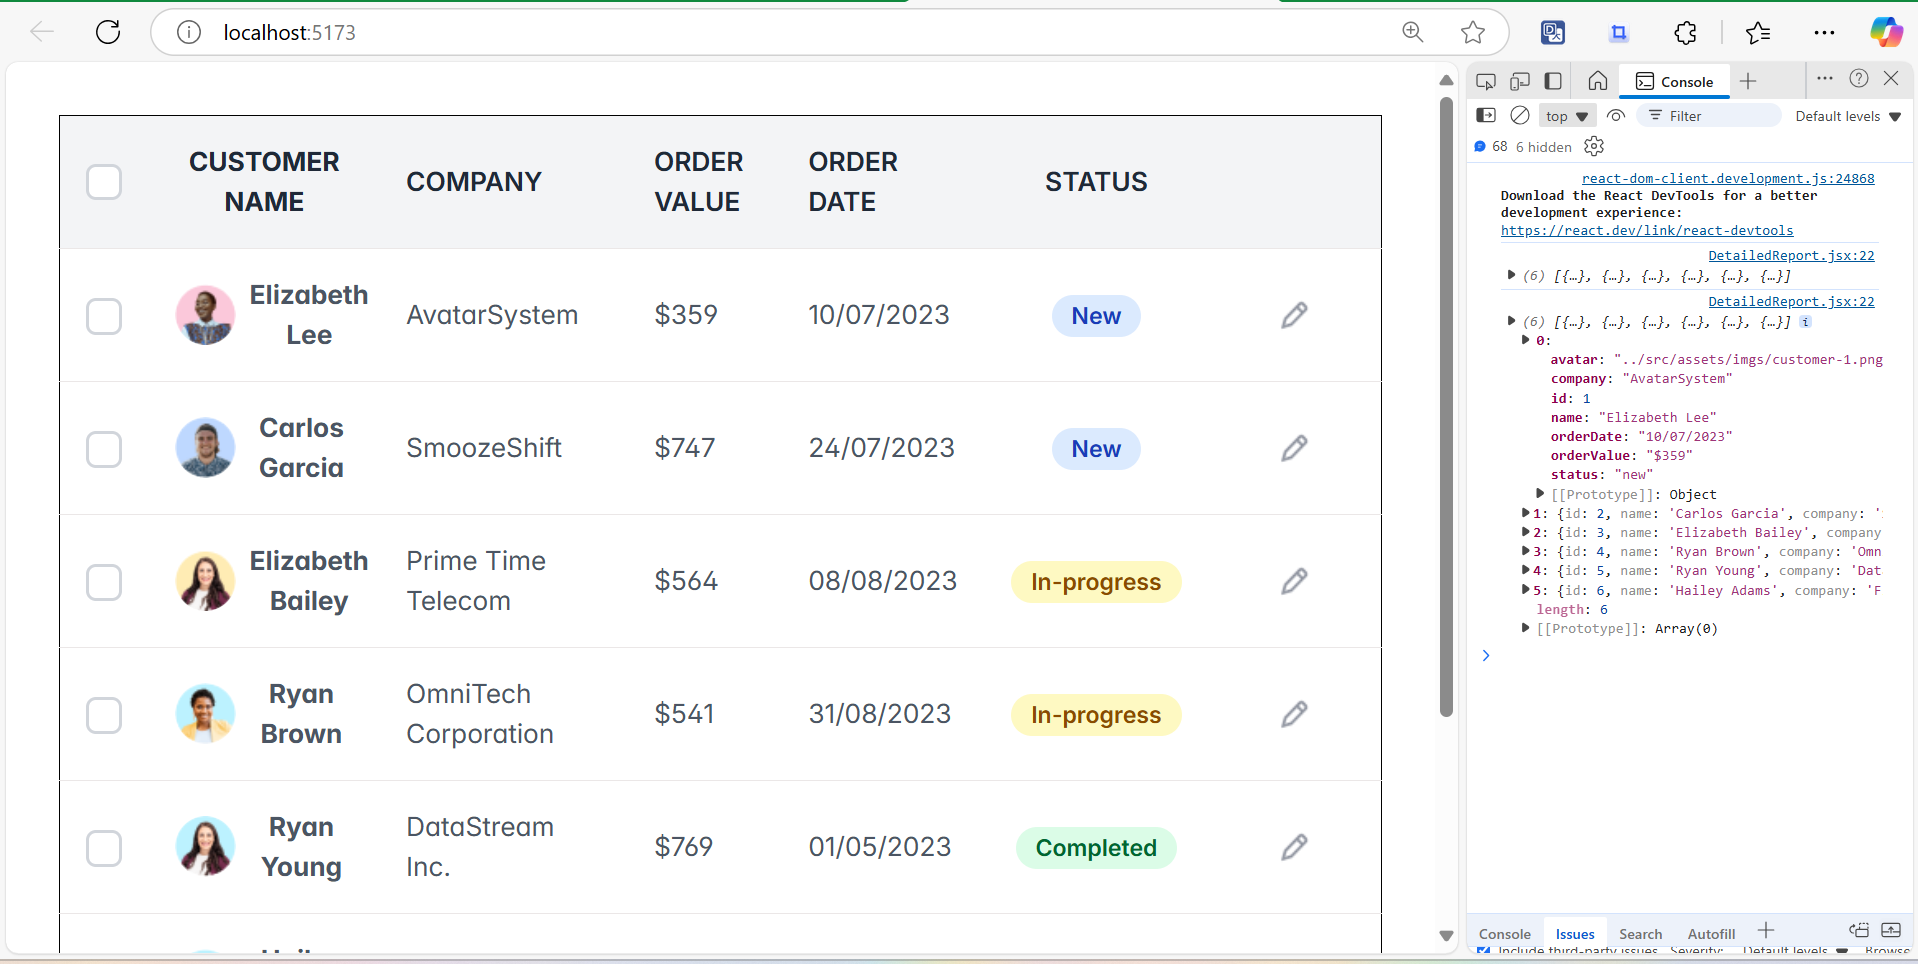 localhost:5173
CUSTOMER NAME
COMPANY
ORDER VALUE
ORDER DATE
STATUS
Elizabeth Lee
AvatarSystem
$359
10/07/2023
New
Carlos Garcia
SmoozeShift
$747
24/07/2023
New
Elizabeth Bailey
Prime Time Telecom
$564
08/08/2023
In-progress
Ryan Brown
OmniTech Corporation
$541
31/08/2023
In-progress
Ryan Young
DataStream Inc.
$769
01/05/2023
Completed
Console
top
Filter
Default levels
68 6 hidden
react-dom-client.development.js:24868
Download the React DevTools for a better
development experience:
https://react.dev/link/react-devtools
DetailedReport.jsx:22
(6) [{…}, {…}, {…}, {…}, {…}, {…}]
DetailedReport.jsx:22
(6) [{…}, {…}, {…}, {…}, {…}, {…}] i
0:
avatar: "../src/assets/imgs/customer-1.png
company: "AvatarSystem"
id: 1
name: "Elizabeth Lee"
orderDate: "10/07/2023"
orderValue: "$359"
status: "new"
[[Prototype]]: Object
1: {id: 2, name: 'Carlos Garcia', company: '
2: {id: 3, name: 'Elizabeth Bailey', company
3: {id: 4, name: 'Ryan Brown', company: 'Omn
4: {id: 5, name: 'Ryan Young', company: 'Dat
5: {id: 6, name: 'Hailey Adams', company: 'F
length: 6
[[Prototype]]: Array(0)
Console Issues Search Autofill
Include third-party issues Severity: Default levels Browse